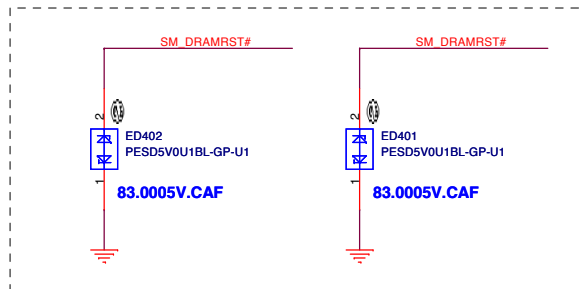 SM_DRAMRST#
SM_DRAMRST#
2
2
ED402
PESD5V0U1BL-GP-U1
ED401
PESD5V0U1BL-GP-U1
1
1
83.0005V.CAF
83.0005V.CAF